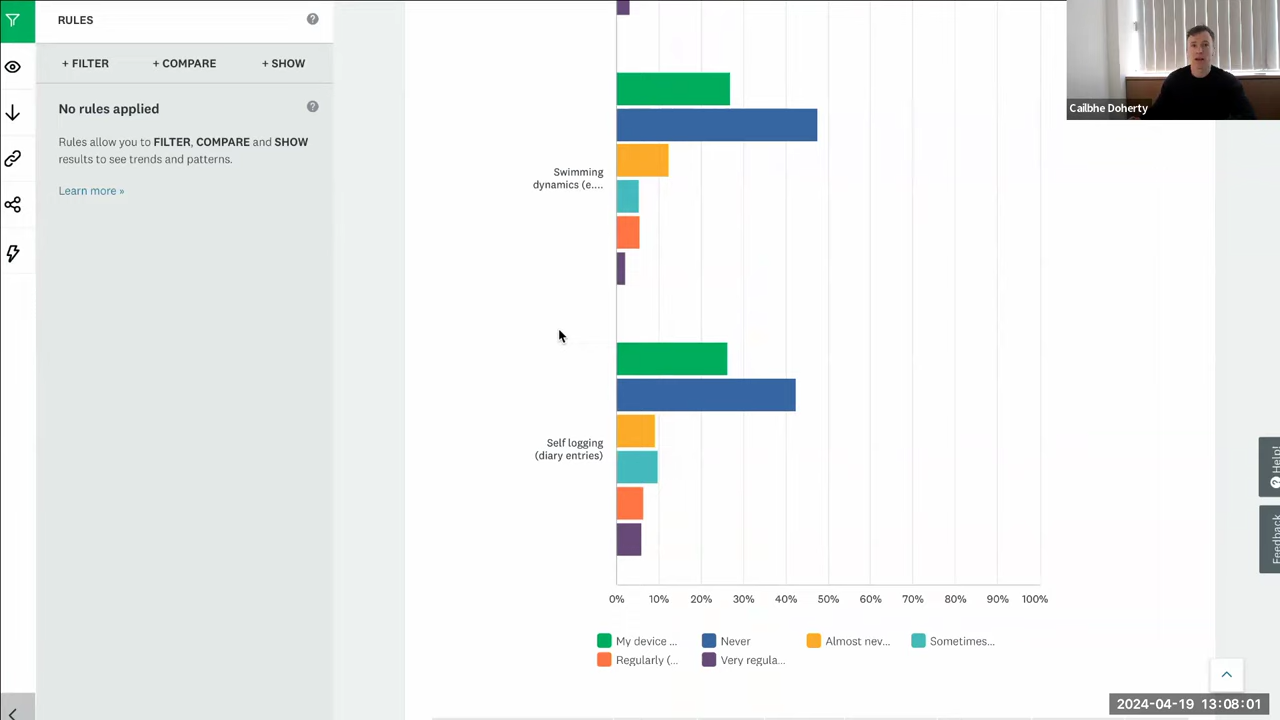 RULES
+ FILTER
+ COMPARE
+ SHOW
No rules applied
Rules allow you to FILTER, COMPARE and SHOW
results to see trends and patterns.
Learn more »
Swimming
dynamics (e....
Self logging
(diary entries)
0%
10%
20%
30%
40%
50%
60%
70%
80%
90%
100%
My device ...
Never
Almost nev...
Sometimes...
Regularly (...
Very regula...
Cailbhe Doherty
Help!
Feedback
2024-04-19 13:08:01